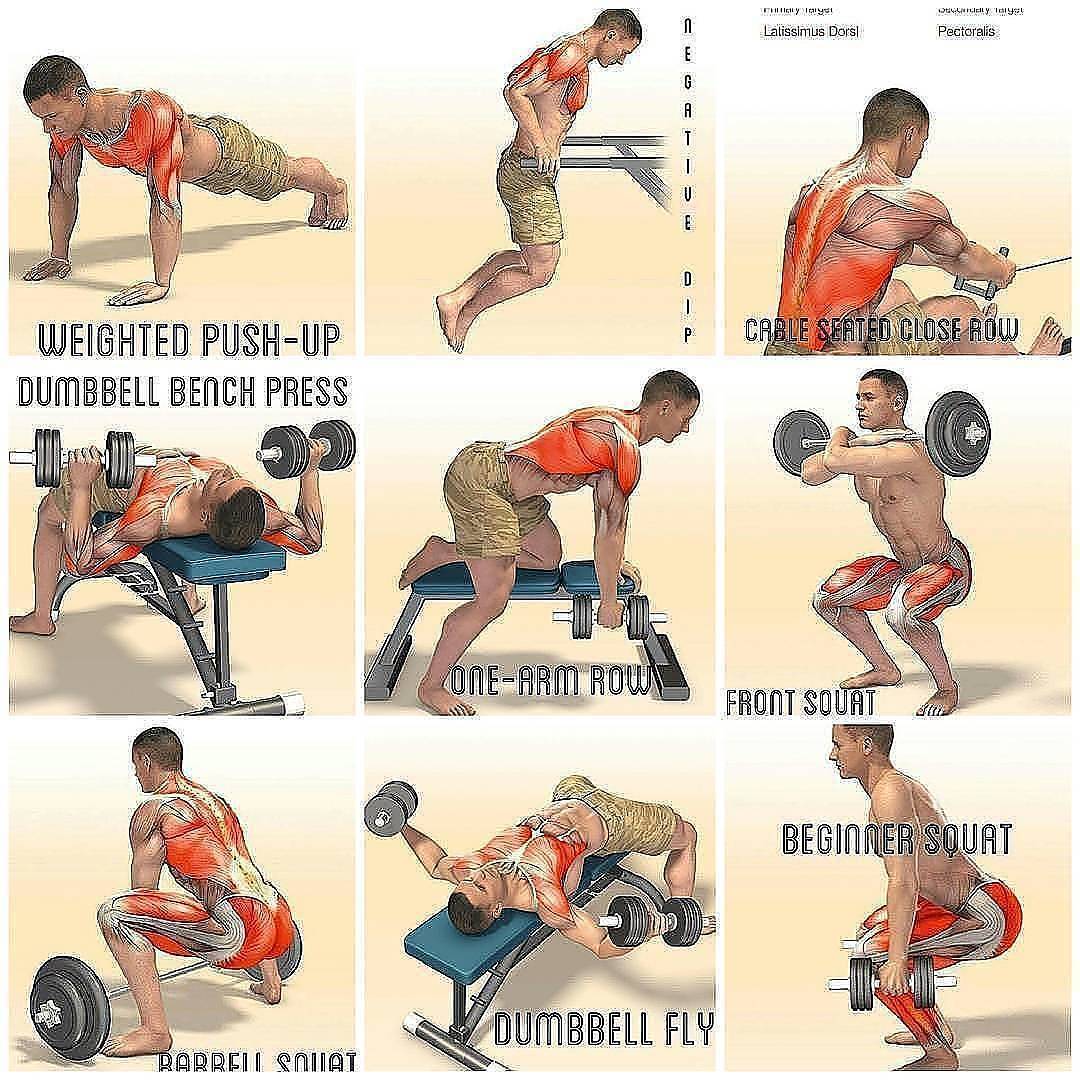 WEIGHTED PUSH-UP
NEGATIVE DIP
Primary Target
Secondary Target
Latissimus Dorsi
Pectoralis
CABLE SEATED CLOSE ROW
DUMBBELL BENCH PRESS
ONE-ARM ROW
FRONT SQUAT
BARBELL SQUAT
DUMBBELL FLY
BEGINNER SQUAT